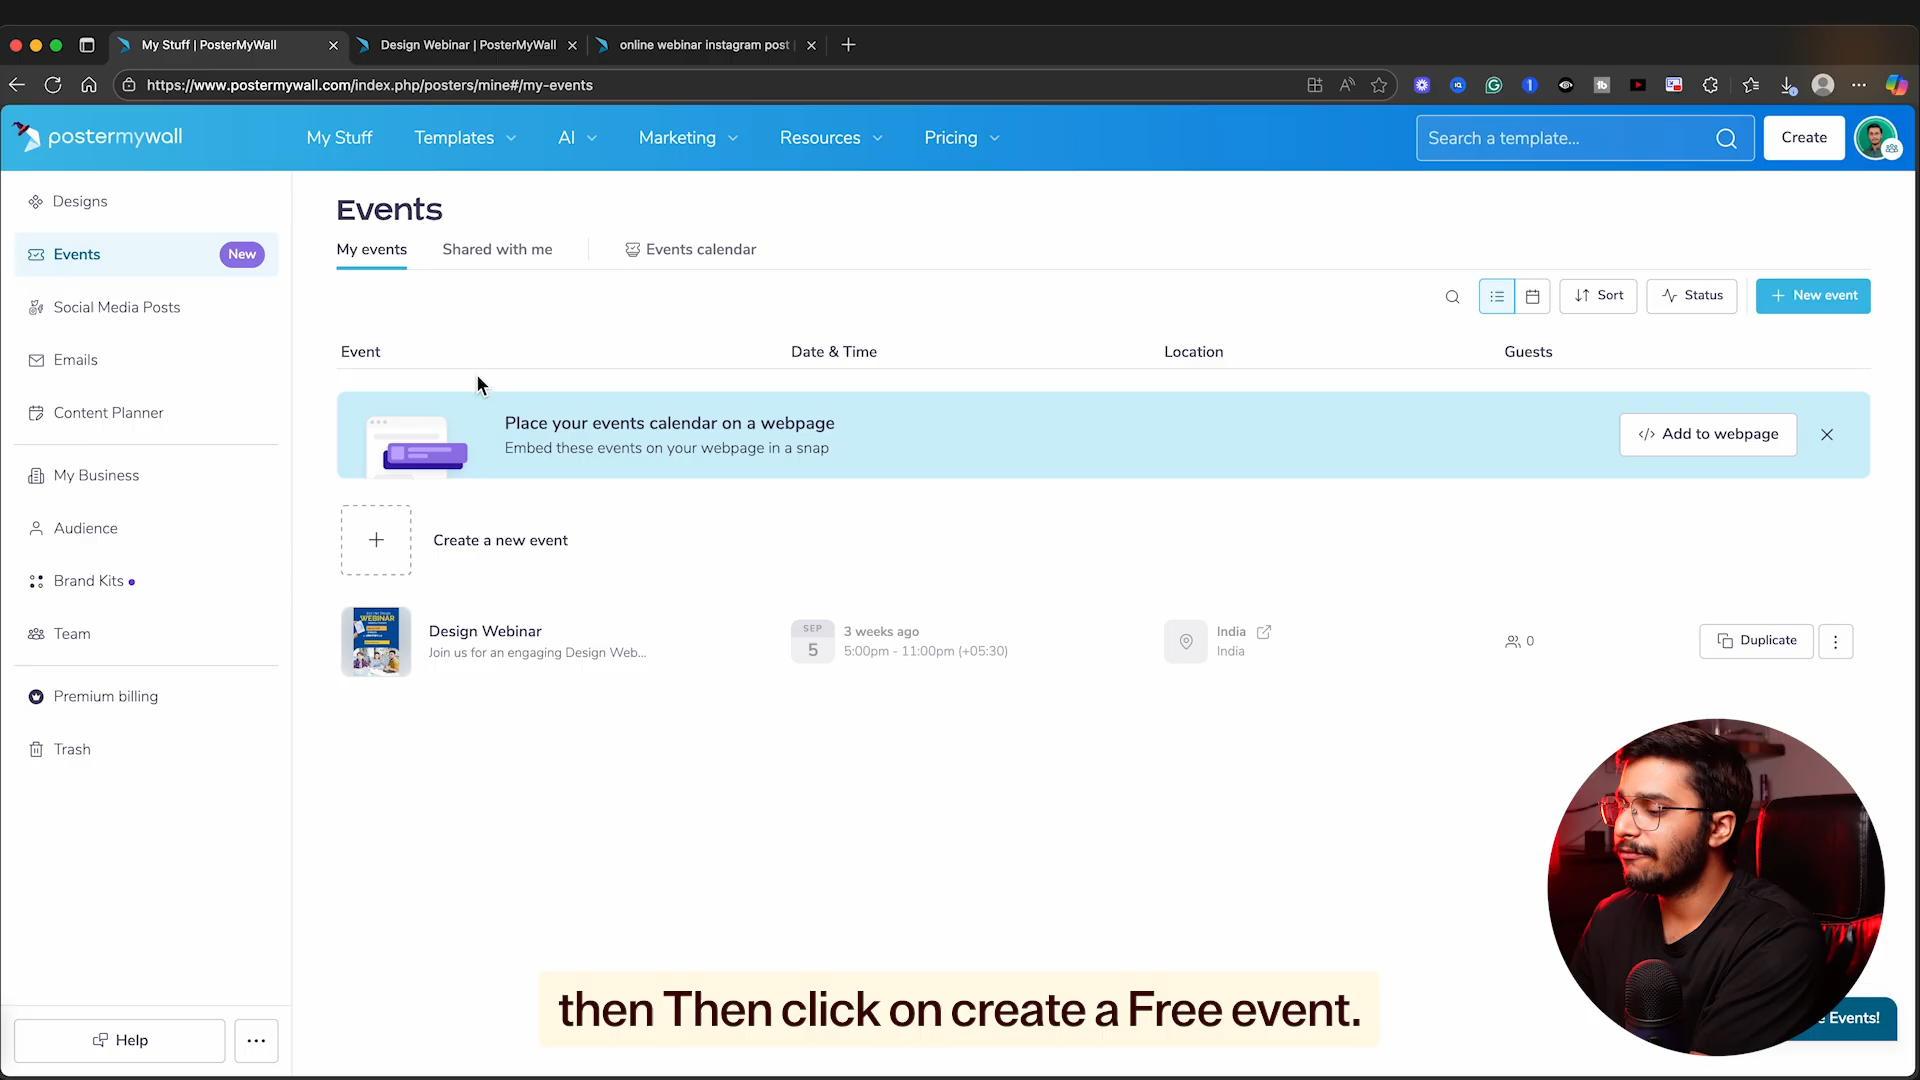 My Stuff | PosterMyWall
Design Webinar | PosterMyWall
online webinar instagram post
https://www.postermywall.com/index.php/posters/mine#/my-events
postermywall
My Stuff
Templates
AI
Marketing
Resources
Pricing
Search a template...
Create
Designs
Events
New
Social Media Posts
Emails
Content Planner
My Business
Audience
Brand Kits
Team
Premium billing
Trash
Help
Events
My events
Shared with me
Events calendar
Sort
Status
New event
Event
Date & Time
Location
Guests
Place your events calendar on a webpage
Embed these events on your webpage in a snap
</> Add to webpage
Create a new event
WEBINAR
Design Webinar
Join us for an engaging Design Web...
SEP
5
3 weeks ago
5:00pm - 11:00pm (+05:30)
India
India
0
Duplicate
Events!
then Then click on create a Free event.